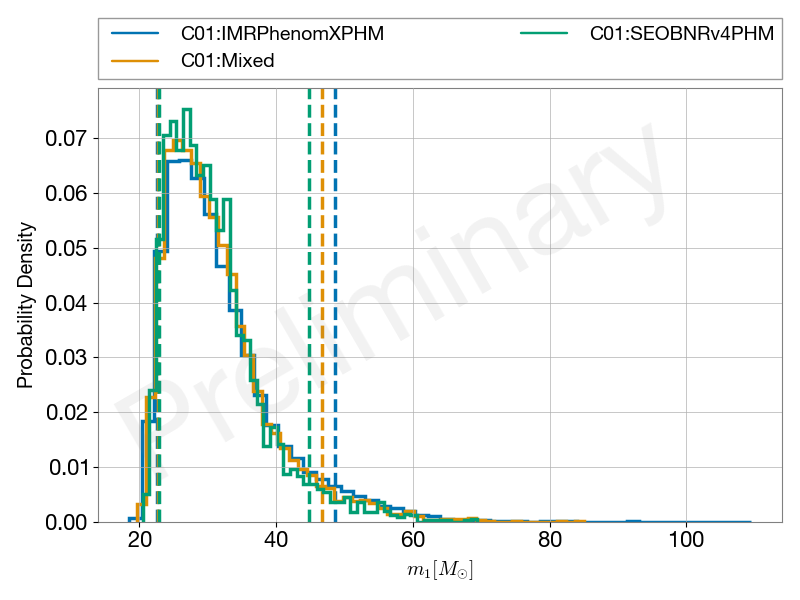 C01:IMRPhenomXPHM
C01:Mixed
C01:SEOBNRv4PHM
Preliminary
Probability Density
0.07
0.06
0.05
0.04
0.03
0.02
0.01
0.00
20 40 60 80 100
m₁[M⊙]